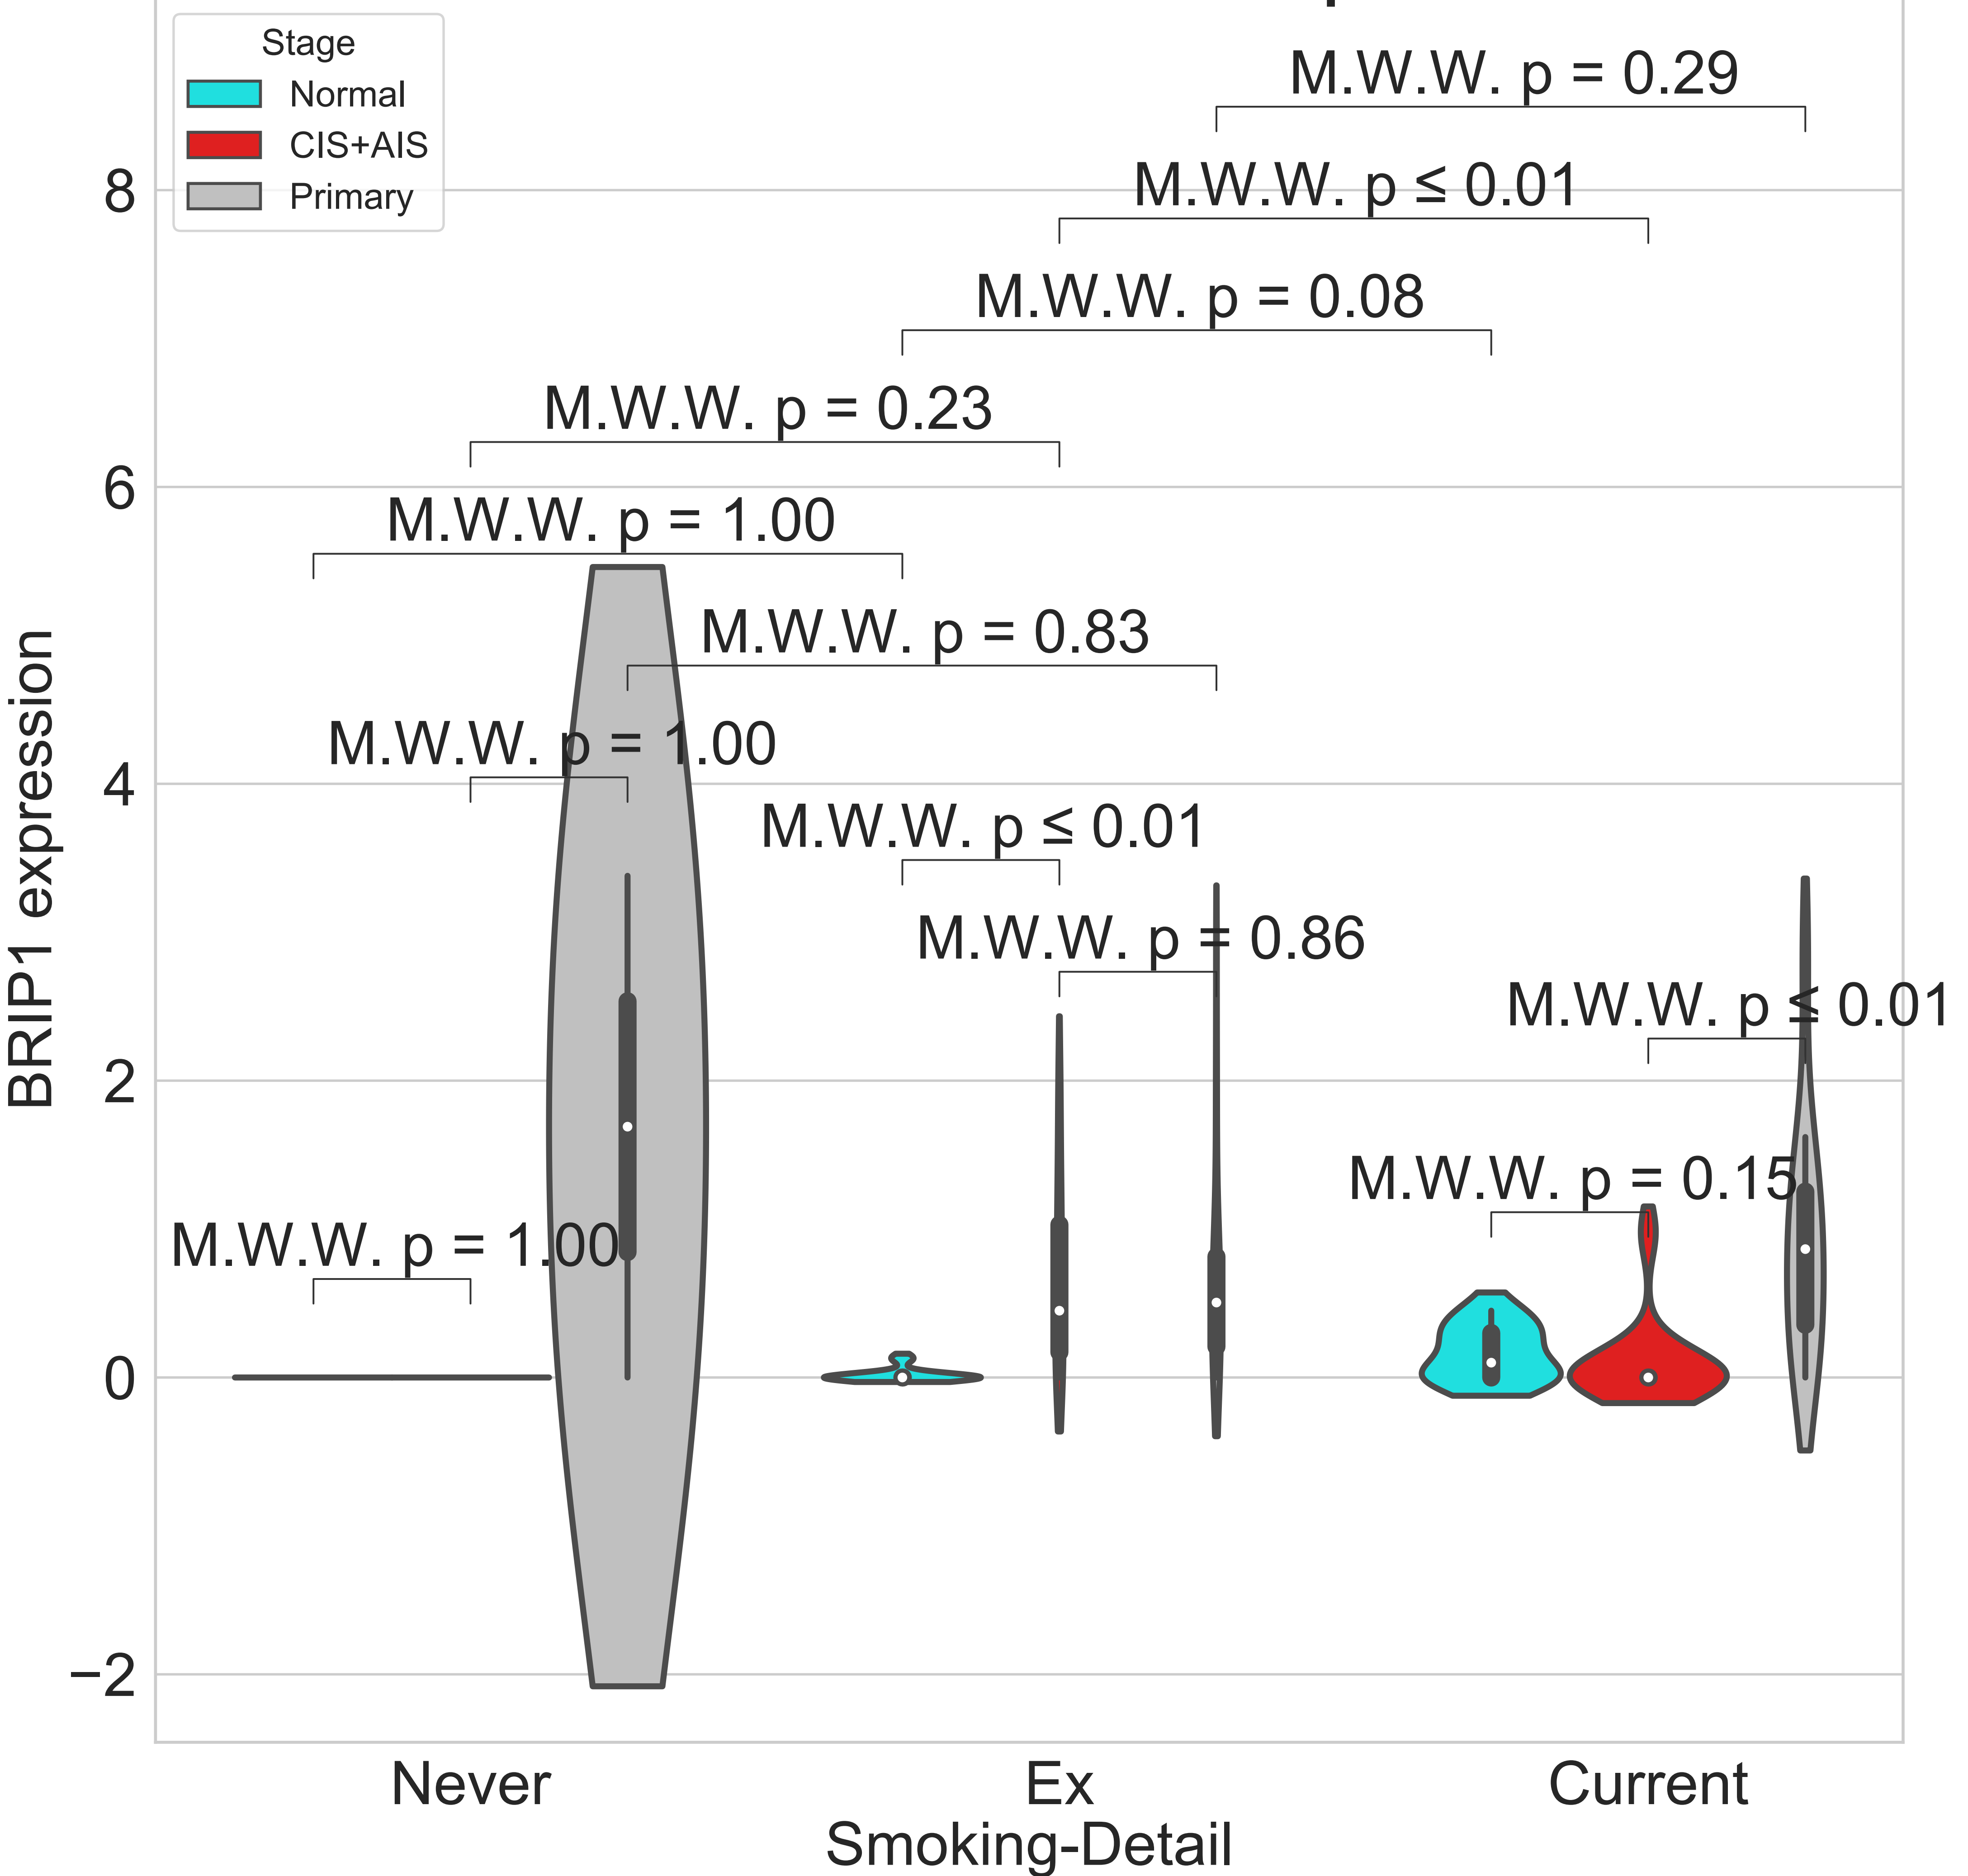 Stage
Normal
CIS+AIS
Primary
M.W.W. p = 0.29
M.W.W. p ≤ 0.01
M.W.W. p = 0.08
M.W.W. p = 0.23
M.W.W. p = 1.00
M.W.W. p = 0.83
M.W.W. p = 1.00
M.W.W. p ≤ 0.01
M.W.W. p = 0.86
M.W.W. p ≤ 0.01
M.W.W. p = 0.15
M.W.W. p = 1.00
BRIP1 expression
8
6
4
2
0
−2
Never
Ex
Current
Smoking-Detail